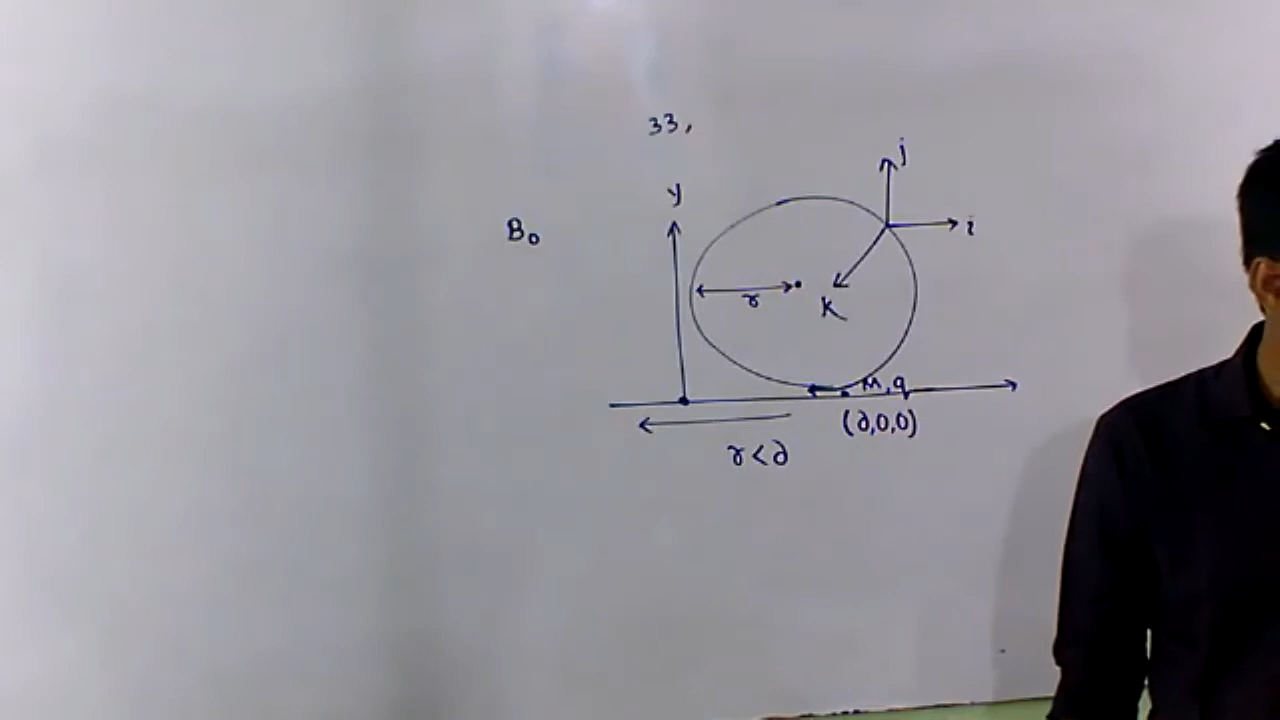 33,
j
y
B₀
i
r
K
M, q
(d,0,0)
r<d